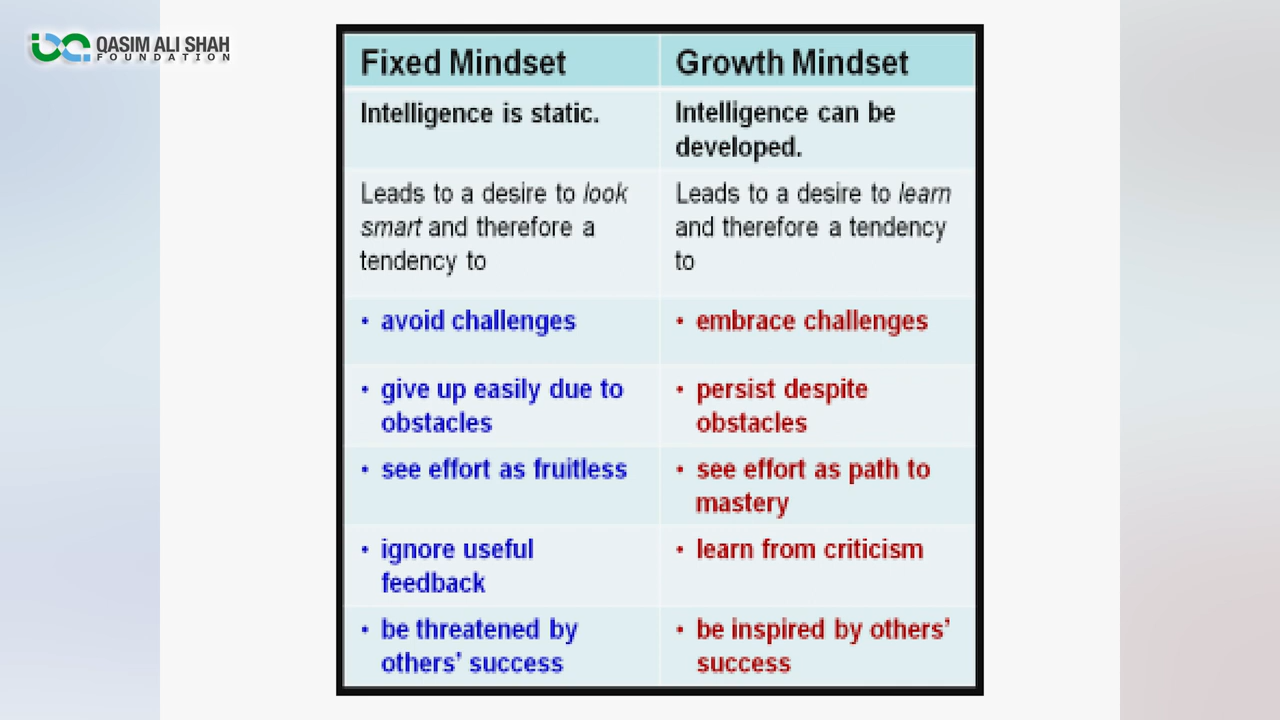 QASIM ALI SHAH
FOUNDATION
Fixed Mindset
Growth Mindset
Intelligence is static.
Intelligence can be
developed.
Leads to a desire to look
smart and therefore a
tendency to
Leads to a desire to learn
and therefore a tendency
to
• avoid challenges
• embrace challenges
• give up easily due to
obstacles
• persist despite
obstacles
• see effort as fruitless
• see effort as path to
mastery
• ignore useful
feedback
• learn from criticism
• be threatened by
others’ success
• be inspired by others’
success